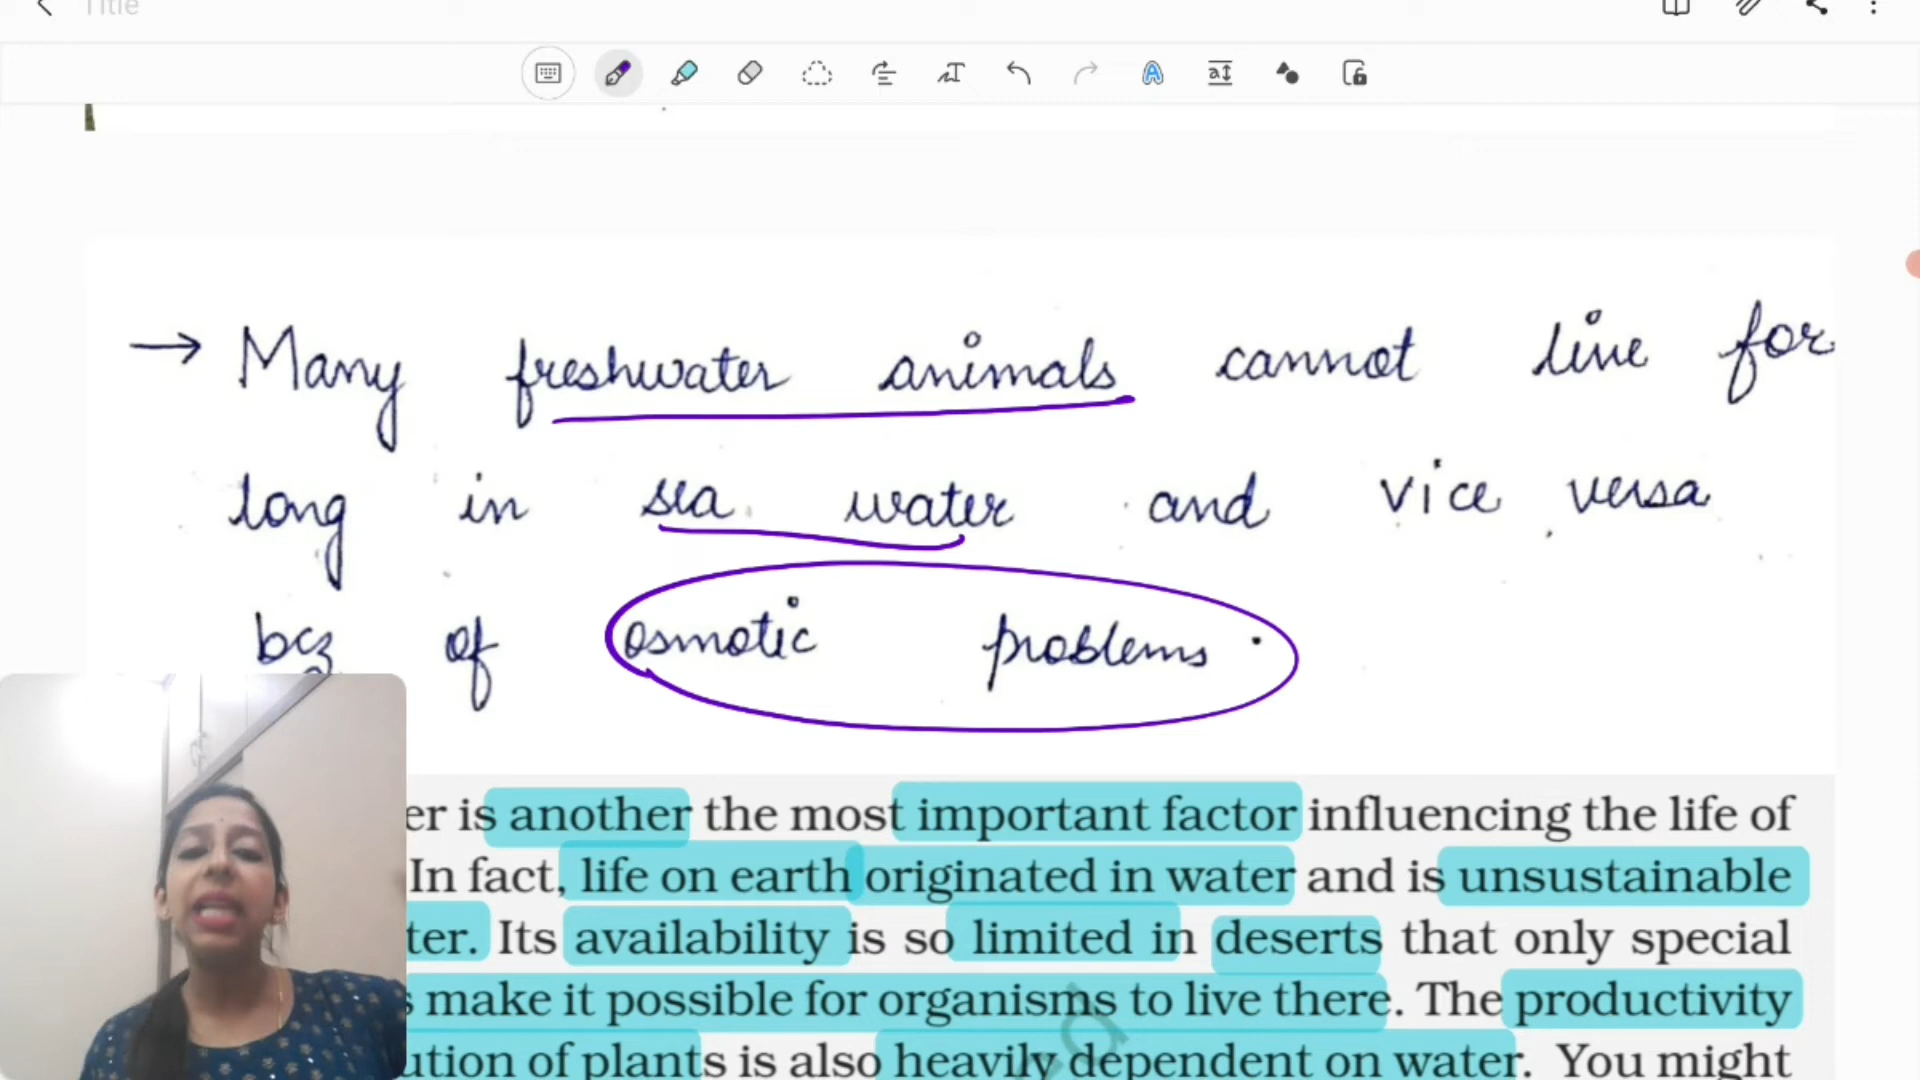 Title
→ Many freshwater animals cannot live for
long in sea water and vice versa
bcz of osmotic problems.
er is another the most important factor influencing the life of
In fact, life on earth originated in water and is unsustainable
ter. Its availability is so limited in deserts that only special
s make it possible for organisms to live there. The productivity
ution of plants is also heavily dependent on water. You might